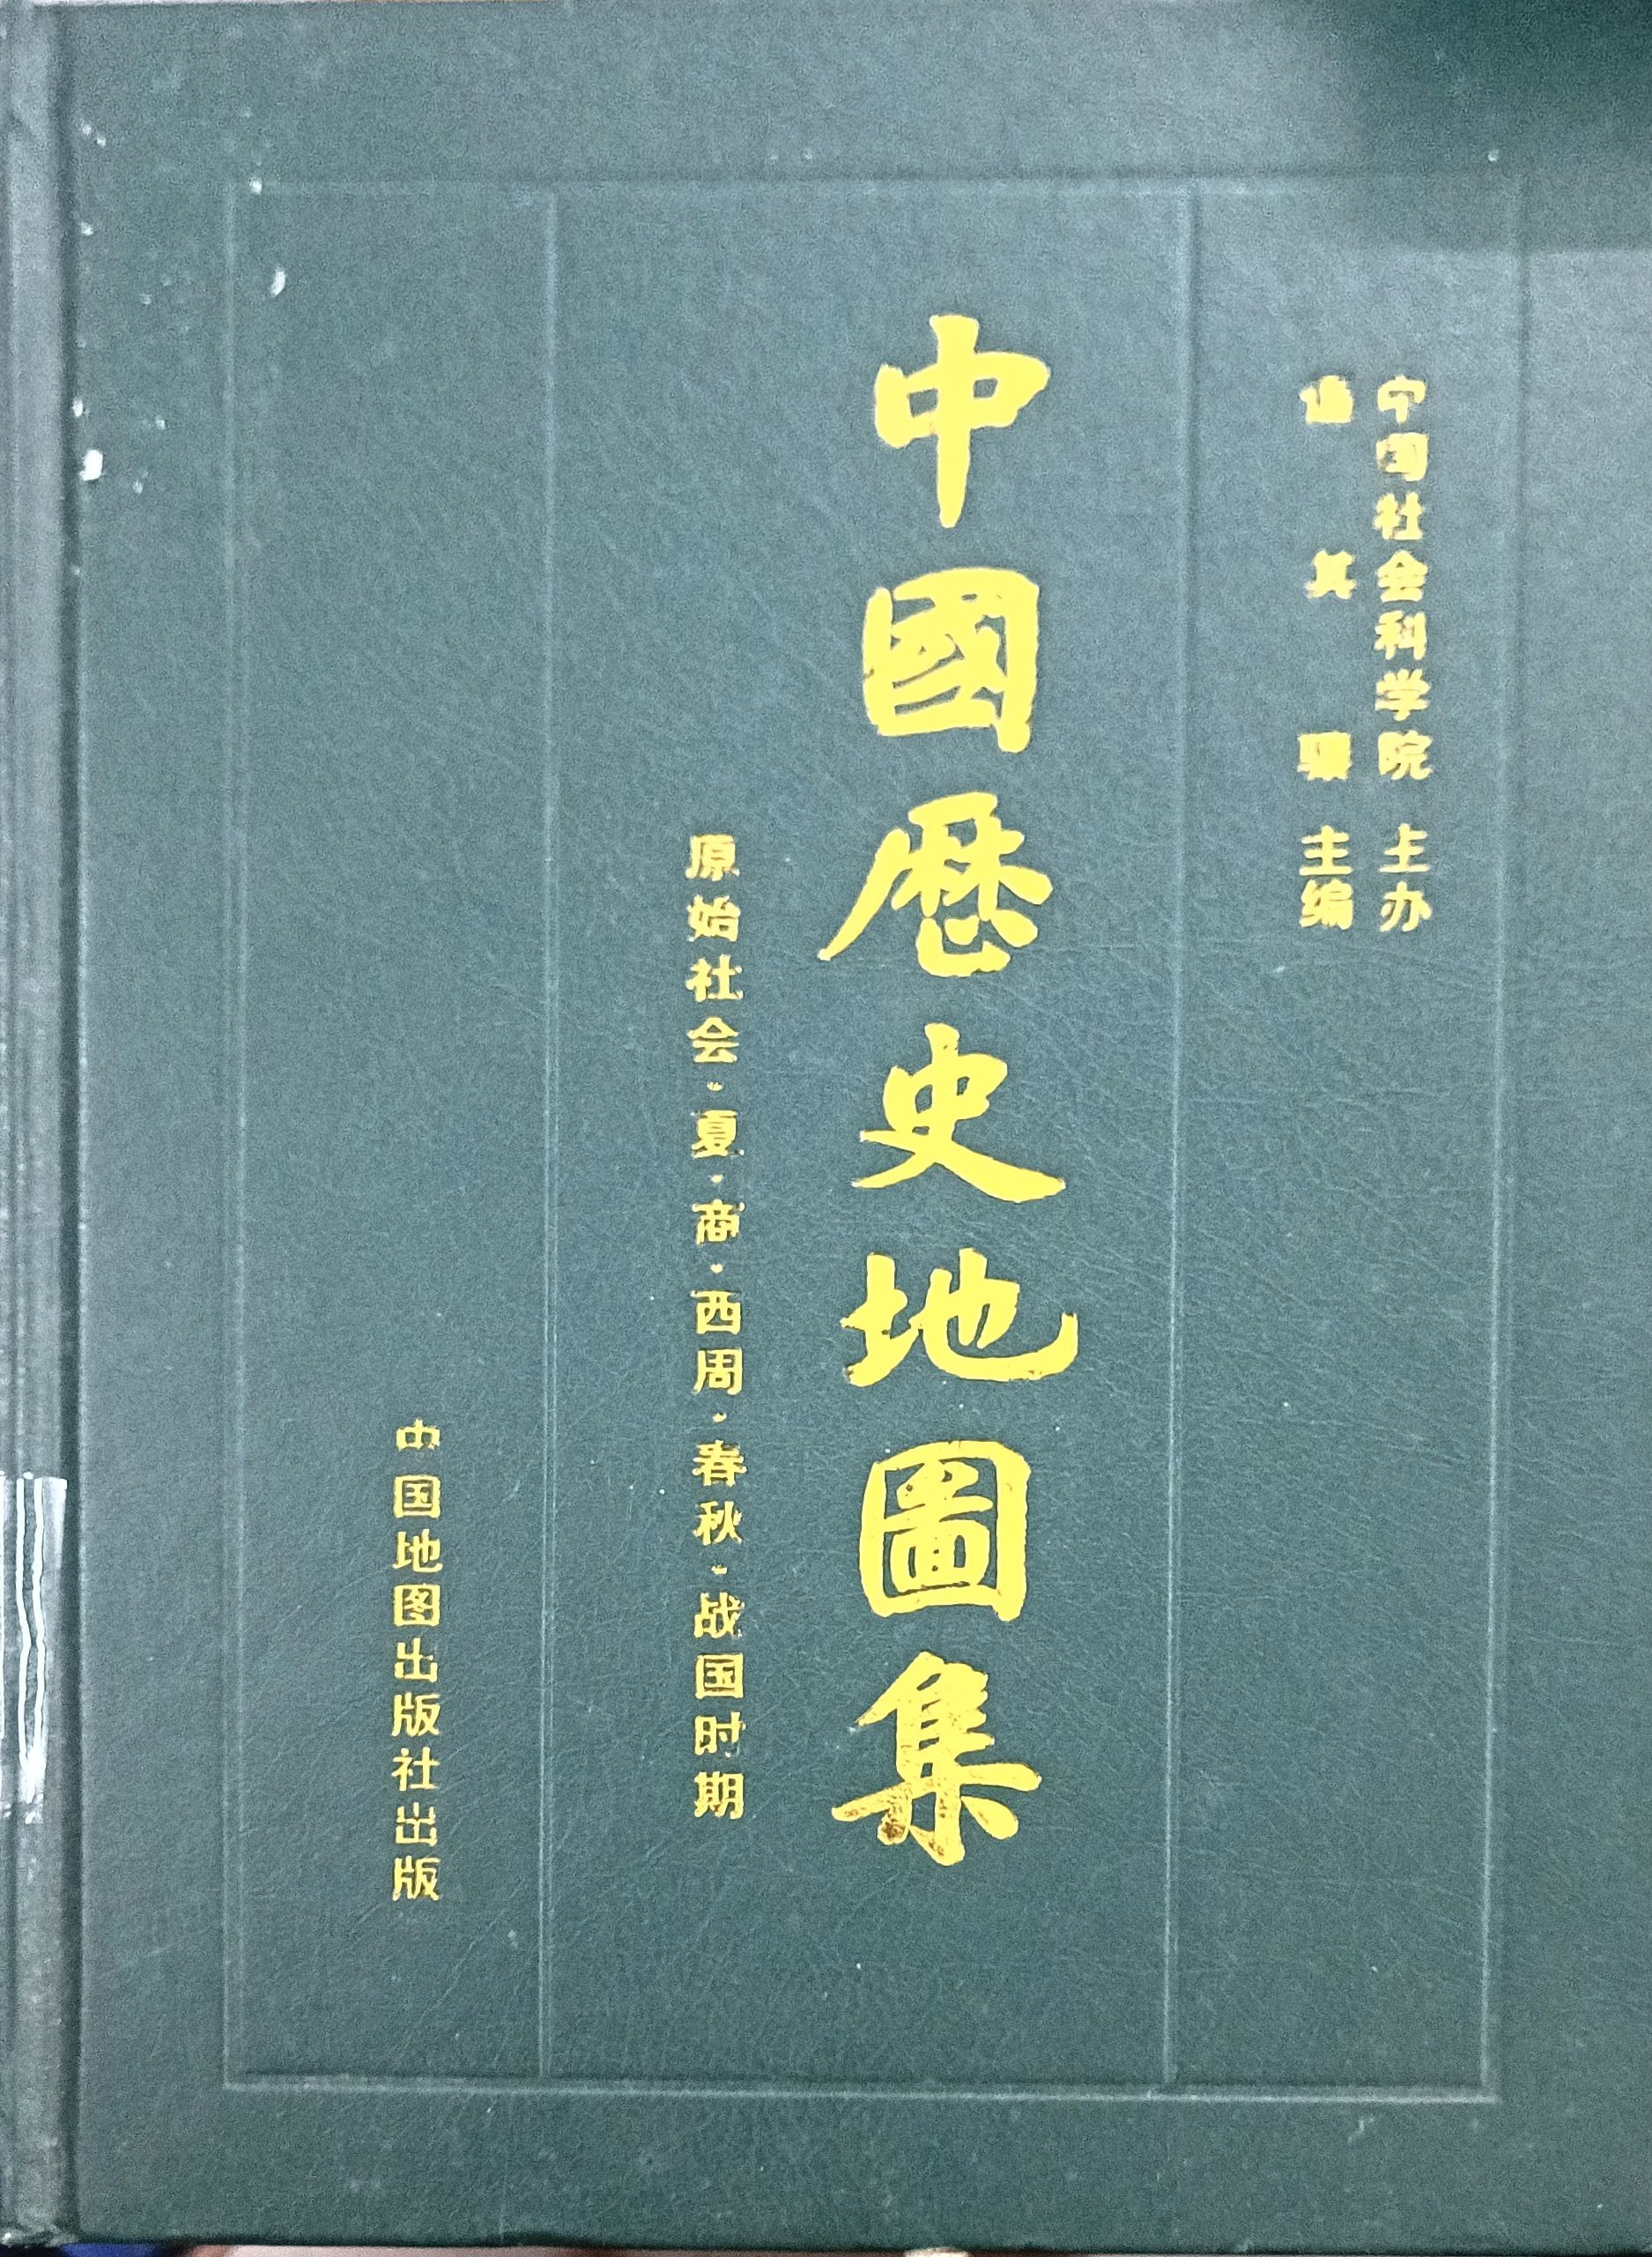 中国社会科学院 主办
谭其骧 主编
中國歷史地圖集
原始社会·夏·商·西周·春秋·战国时期
中国地图出版社出版